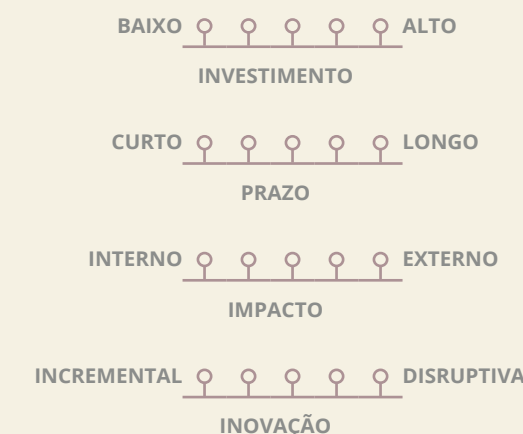 BAIXO ALTO
INVESTIMENTO
CURTO LONGO
PRAZO
INTERNO EXTERNO
IMPACTO
INCREMENTAL DISRUPTIVA
INOVAÇÃO